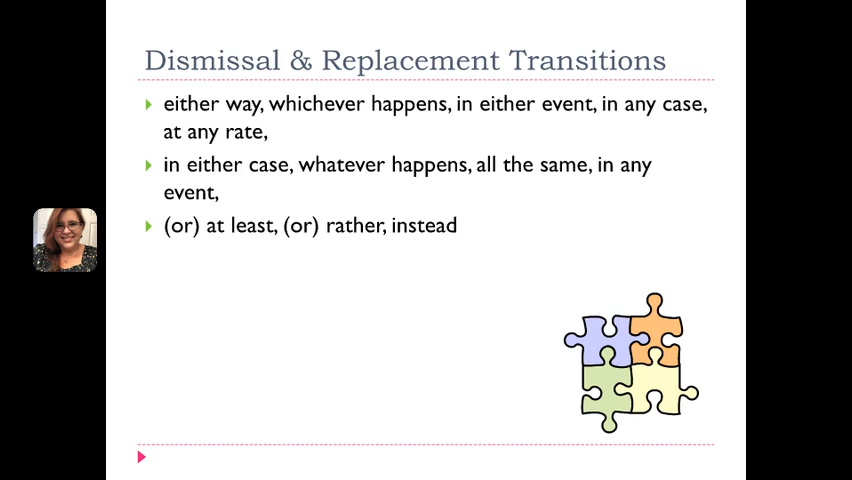 Dismissal & Replacement Transitions
either way, whichever happens, in either event, in any case,
at any rate,
in either case, whatever happens, all the same, in any
event,
(or) at least, (or) rather, instead